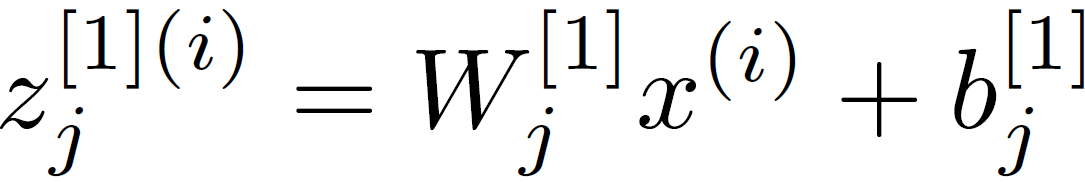 z_j^{[1](i)} = W_j^{[1]} x^{(i)} + b_j^{[1]}